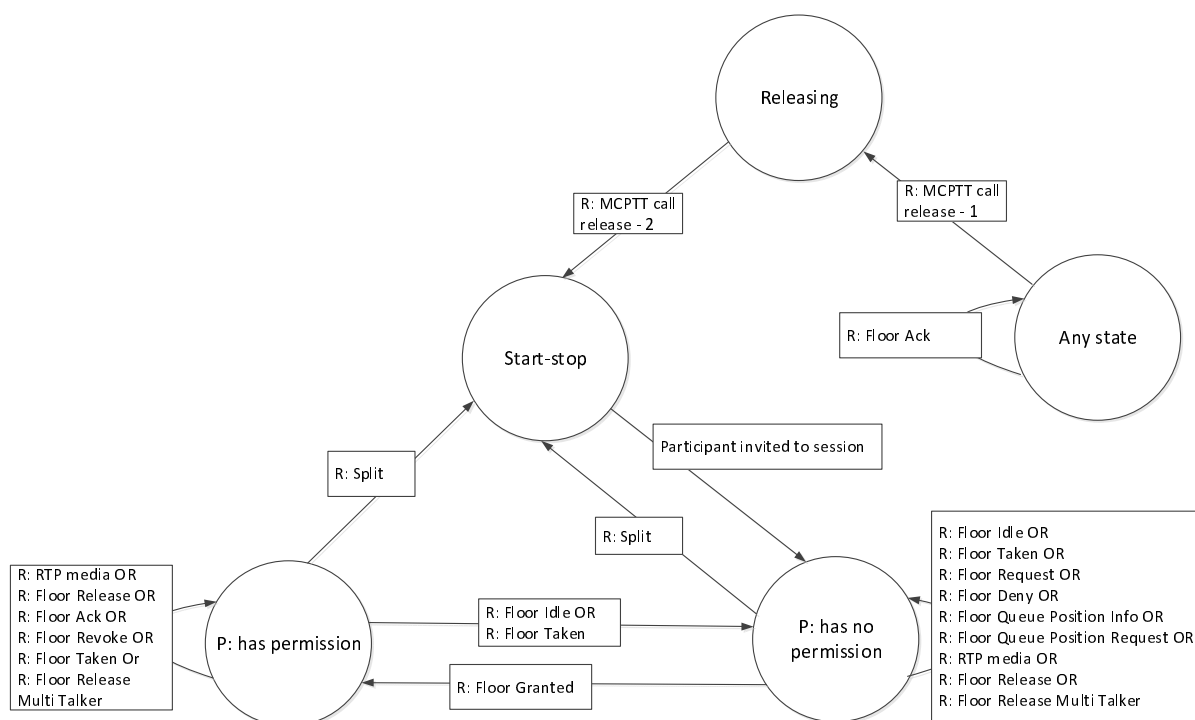 Releasing
R: MCPTT call
release - 2
R: MCPTT call
release - 1
R: Floor Ack
Any state
Start-stop
Participant invited to session
R: Split
R: Split
R: RTP media OR
R: Floor Release OR
R: Floor Ack OR
R: Floor Revoke OR
R: Floor Taken Or
R: Floor Release
Multi Talker
P: has permission
R: Floor Idle OR
R: Floor Taken
R: Floor Granted
P: has no
permission
R: Floor Idle OR
R: Floor Taken OR
R: Floor Request OR
R: Floor Deny OR
R: Floor Queue Position Info OR
R: Floor Queue Position Request OR
R: RTP media OR
R: Floor Release OR
R: Floor Release Multi Talker